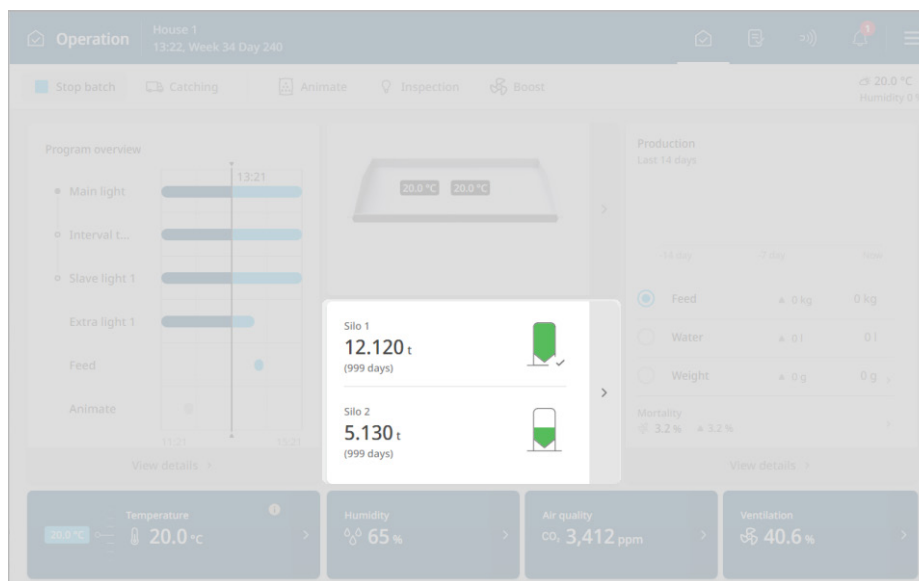 Operation
House 1
13:22, Week 34 Day 240
1
Stop batch
Catching
Animate
Inspection
Boost
20.0 °C
Humidity 0
Program overview
13:21
Main light
Interval t...
Slave light 1
Extra light 1
Feed
Animate
11:21
15:21
View details
20.0 °C
20.0 °C
Silo 1
12.120 t
(999 days)
Silo 2
5.130 t
(999 days)
Production
Last 14 days
14 day
7 day
Now
Feed
0 kg
0 kg
Water
0 l
0 l
Weight
0 g
0 g
Mortality
3.2 %
3.2 %
View details
Temperature
20.0 °C
20.0 °C
Humidity
65 %
Air quality
CO₂ 3,412 ppm
Ventilation
40.6 %